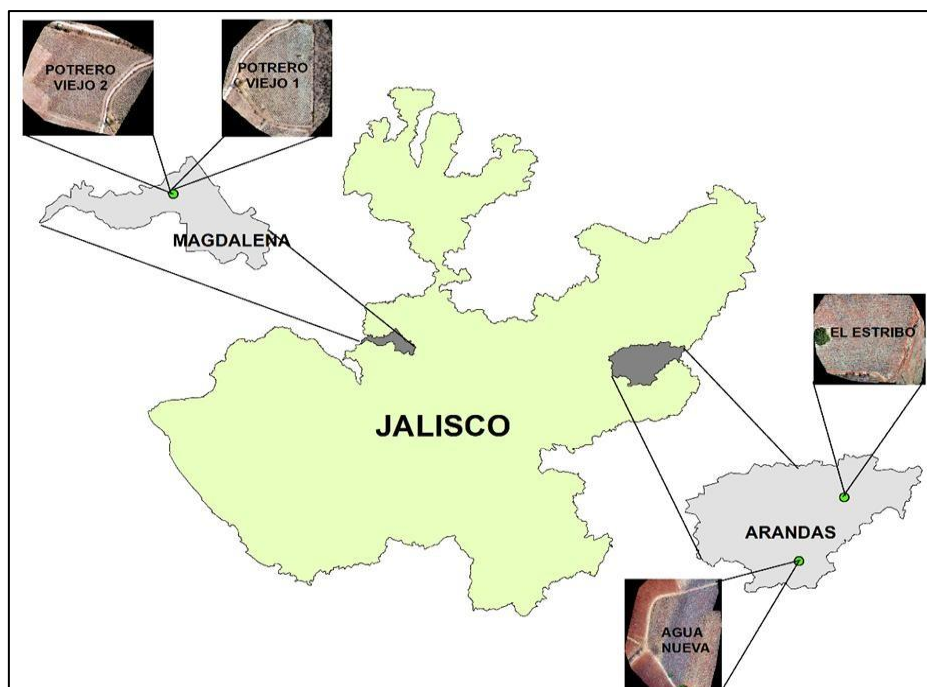 POTRERO
VIEJO 2
POTRERO
VIEJO 1
MAGDALENA
EL ESTRIBO
JALISCO
ARANDAS
AGUA
NUEVA